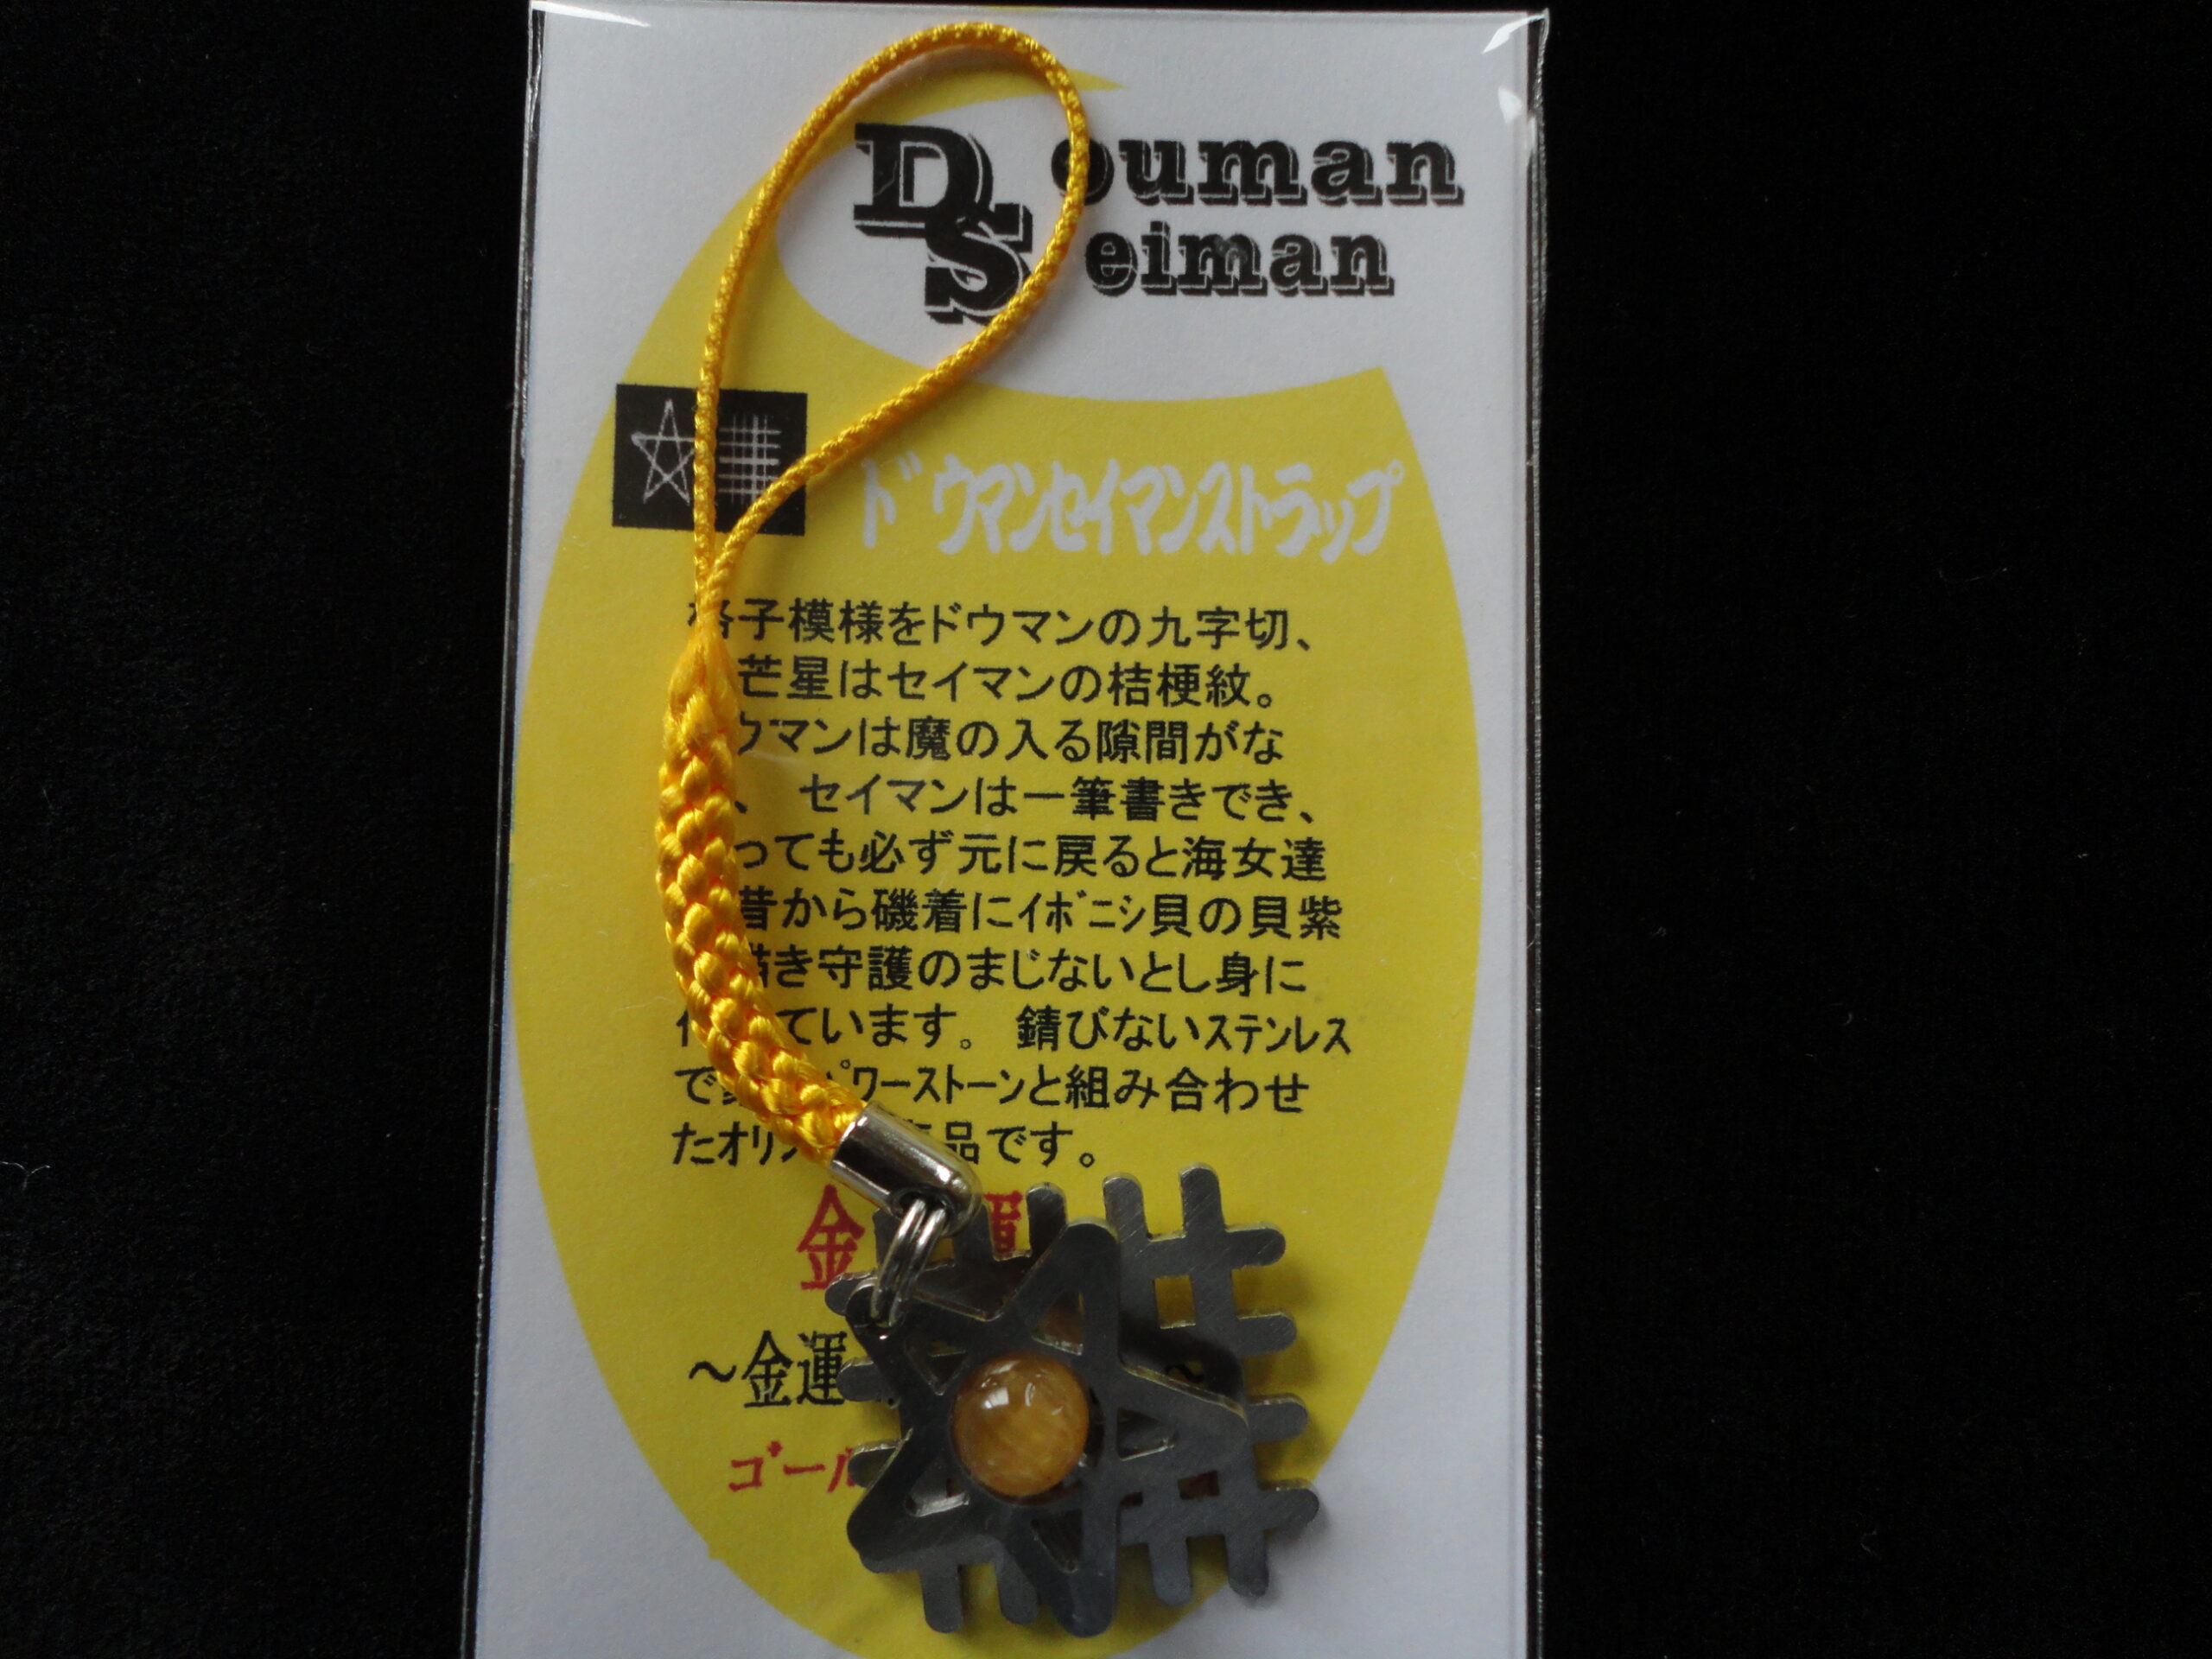 Douman
Seiman
ドウマンセイマンストラップ
格子模様をドウマンの九字切、
芒星はセイマンの桔梗紋。
ウマンは魔の入る隙間がな
、 セイマンは一筆書きでき、
っても必ず元に戻ると海女達
昔から磯着にイボニシ貝の貝紫
描き守護のまじないとし身に
ています。 錆びないステンレス
で パワーストーンと組み合わせ
たオリ 品です。
金運
～金運 ～
ゴール